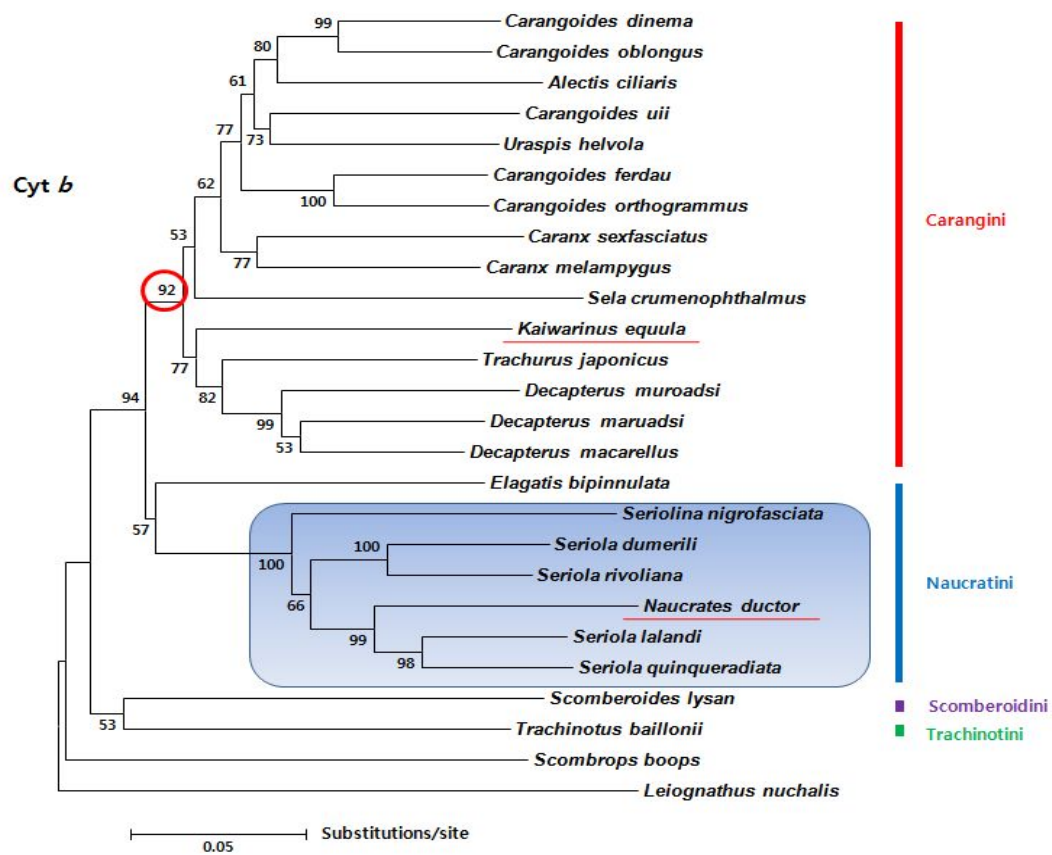 Carangoides dinema
99
Carangoides oblongus
80
Alectis ciliaris
61
Carangoides uii
77
73
Uraspis helvola
Cyt b
62
Carangoides ferdau
100
Carangoides orthogrammus
Carangini
53
Caranx sexfasciatus
77
Caranx melampygus
92
Sela crumenophthalmus
Kaiwarinus equula
77
Trachurus japonicus
82
Decapterus muroadsi
94
99
Decapterus maruadsi
53
Decapterus macarellus
Elagatis bipinnulata
57
Seriolina nigrofasciata
100
100
Seriola dumerili
Seriola rivoliana
Naucratini
66
Naucrates ductor
99
Seriola lalandi
98
Seriola quinqueradiata
Scomberoides lysan
Scomberoidini
53
Trachinotus baillonii
Trachinotini
Scombrops boops
Leiognathus nuchalis
Substitutions/site
0.05